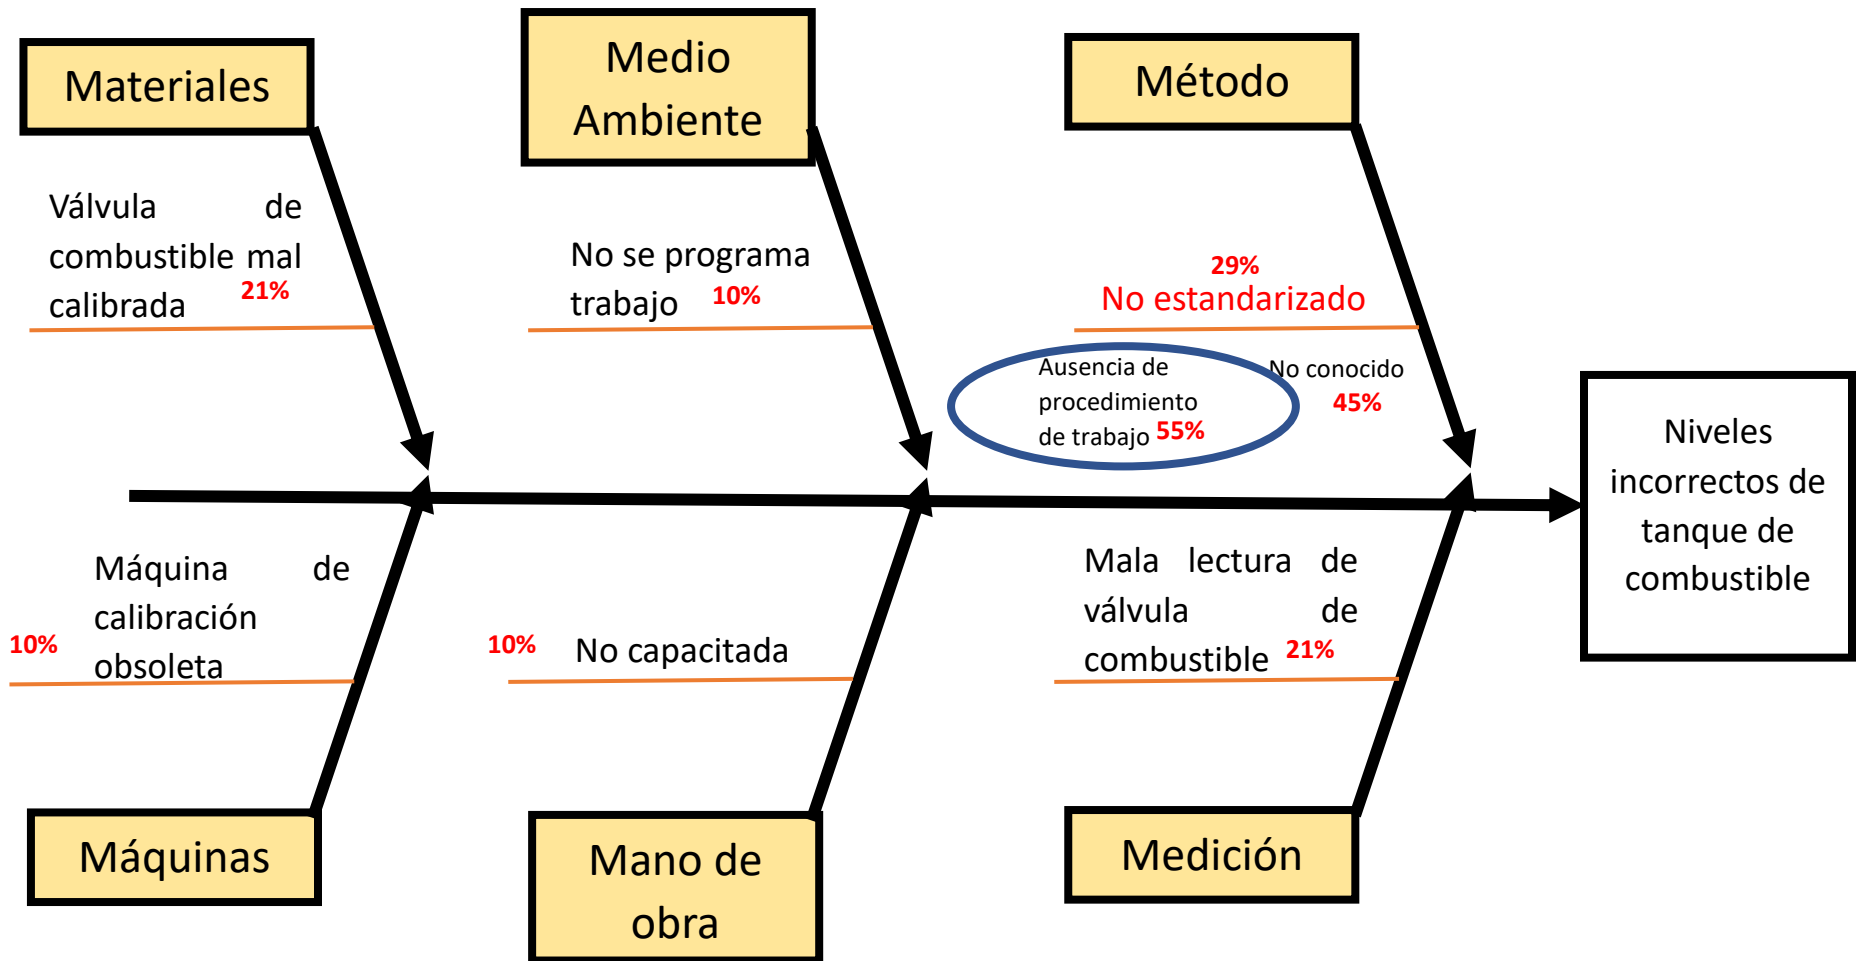 Materiales
Medio
Ambiente
Método
Válvula de
combustible mal
calibrada 21%
No se programa
trabajo 10%
29%
No estandarizado
Ausencia de
procedimiento
de trabajo 55%
No conocido
45%
Niveles
incorrectos de
tanque de
combustible
Máquina de
calibración
obsoleta
10%
10% No capacitada
Mala lectura de
válvula de
combustible 21%
Máquinas
Mano de
obra
Medición